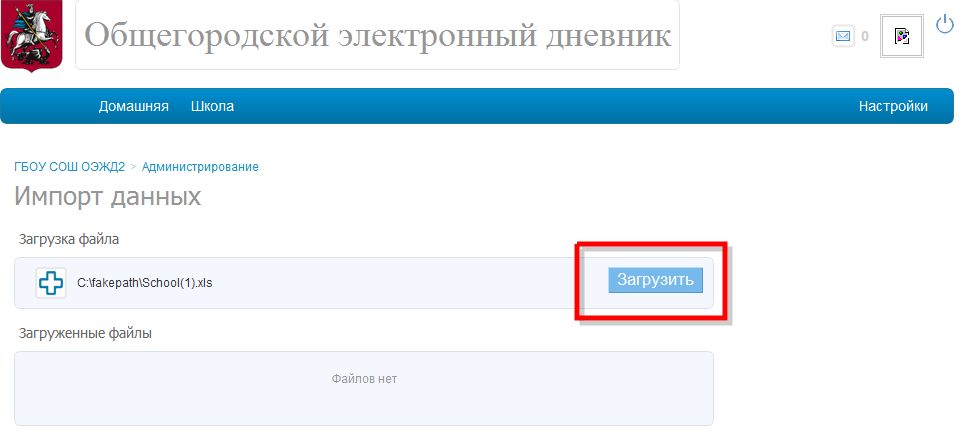 Общегородской электронный дневник
0
Домашняя Школа Настройки
ГБОУ СОШ ОЭЖД2 > Администрирование
Импорт данных
Загрузка файла
C:\fakepath\School(1).xls Загрузить
Загруженные файлы
Файлов нет